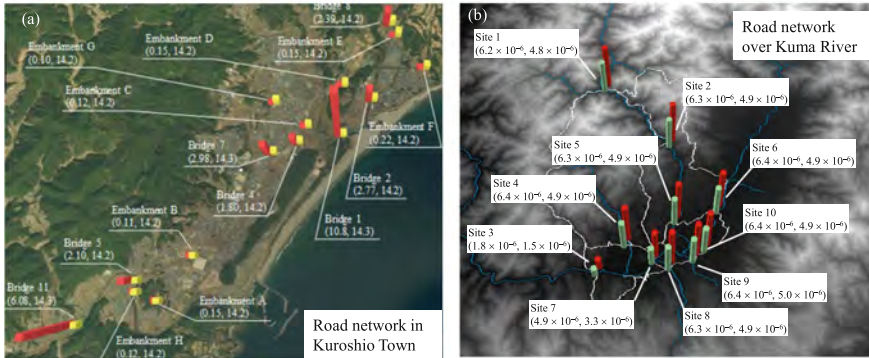 (a)
Bridge 8
(2.39, 14.2)
Embankment D
(0.15, 14.2)
Embankment E
(0.15, 14.2)
Embankment G
(0.10, 14.2)
Embankment C
(0.12, 14.2)
Embankment F
(0.22, 14.2)
Bridge 7
(2.98, 14.3)
Bridge 2
(2.77, 14.2)
Bridge 4
(1.80, 14.2)
Embankment B
(0.11, 14.2)
Bridge 1
(10.8, 14.3)
Bridge 5
(2.10, 14.2)
Bridge 11
(6.08, 14.3)
Embankment A
(0.15, 14.2)
Embankment H
(0.12, 14.2)
Road network in
Kuroshio Town
(b)
Road network
over Kuma River
Site 1
(6.2 × 10⁻⁶, 4.8 × 10⁻⁶)
Site 2
(6.3 × 10⁻⁶, 4.9 × 10⁻⁶)
Site 5
(6.3 × 10⁻⁶, 4.9 × 10⁻⁶)
Site 6
(6.4 × 10⁻⁶, 4.9 × 10⁻⁶)
Site 4
(6.4 × 10⁻⁶, 4.9 × 10⁻⁶)
Site 10
(6.4 × 10⁻⁶, 4.9 × 10⁻⁶)
Site 3
(1.8 × 10⁻⁶, 1.5 × 10⁻⁶)
Site 9
(6.4 × 10⁻⁶, 5.0 × 10⁻⁶)
Site 7
(4.9 × 10⁻⁶, 3.3 × 10⁻⁶)
Site 8
(6.3 × 10⁻⁶, 4.9 × 10⁻⁶)